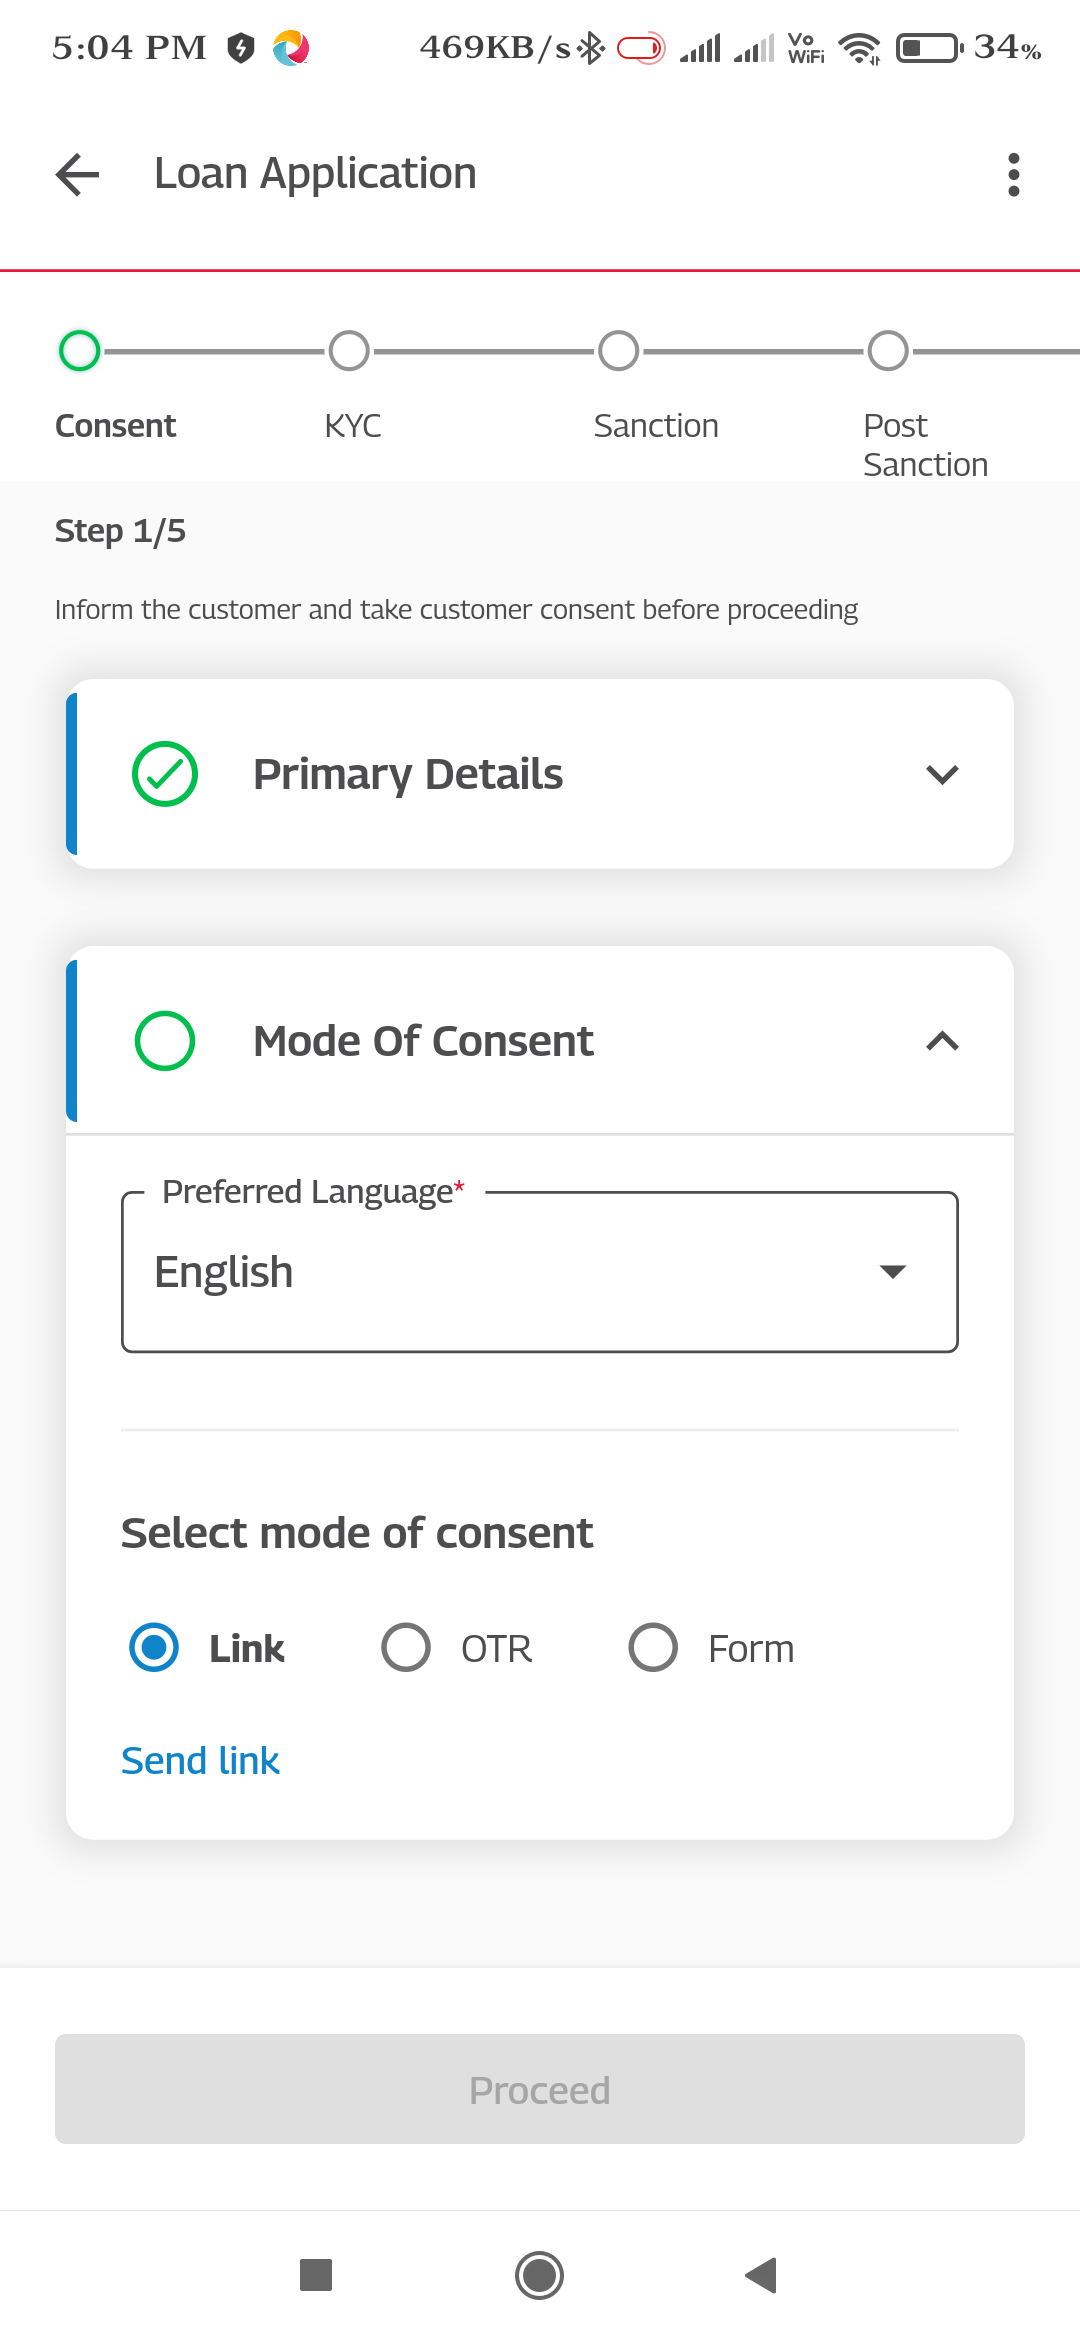 5:04 PM 469KB/s Vo WiFi 34%
Loan Application
Consent KYC Sanction Post Sanction
Step 1/5
Inform the customer and take customer consent before proceeding
Primary Details
Mode Of Consent
Preferred Language*
English
Select mode of consent
Link OTR Form
Send link
Proceed